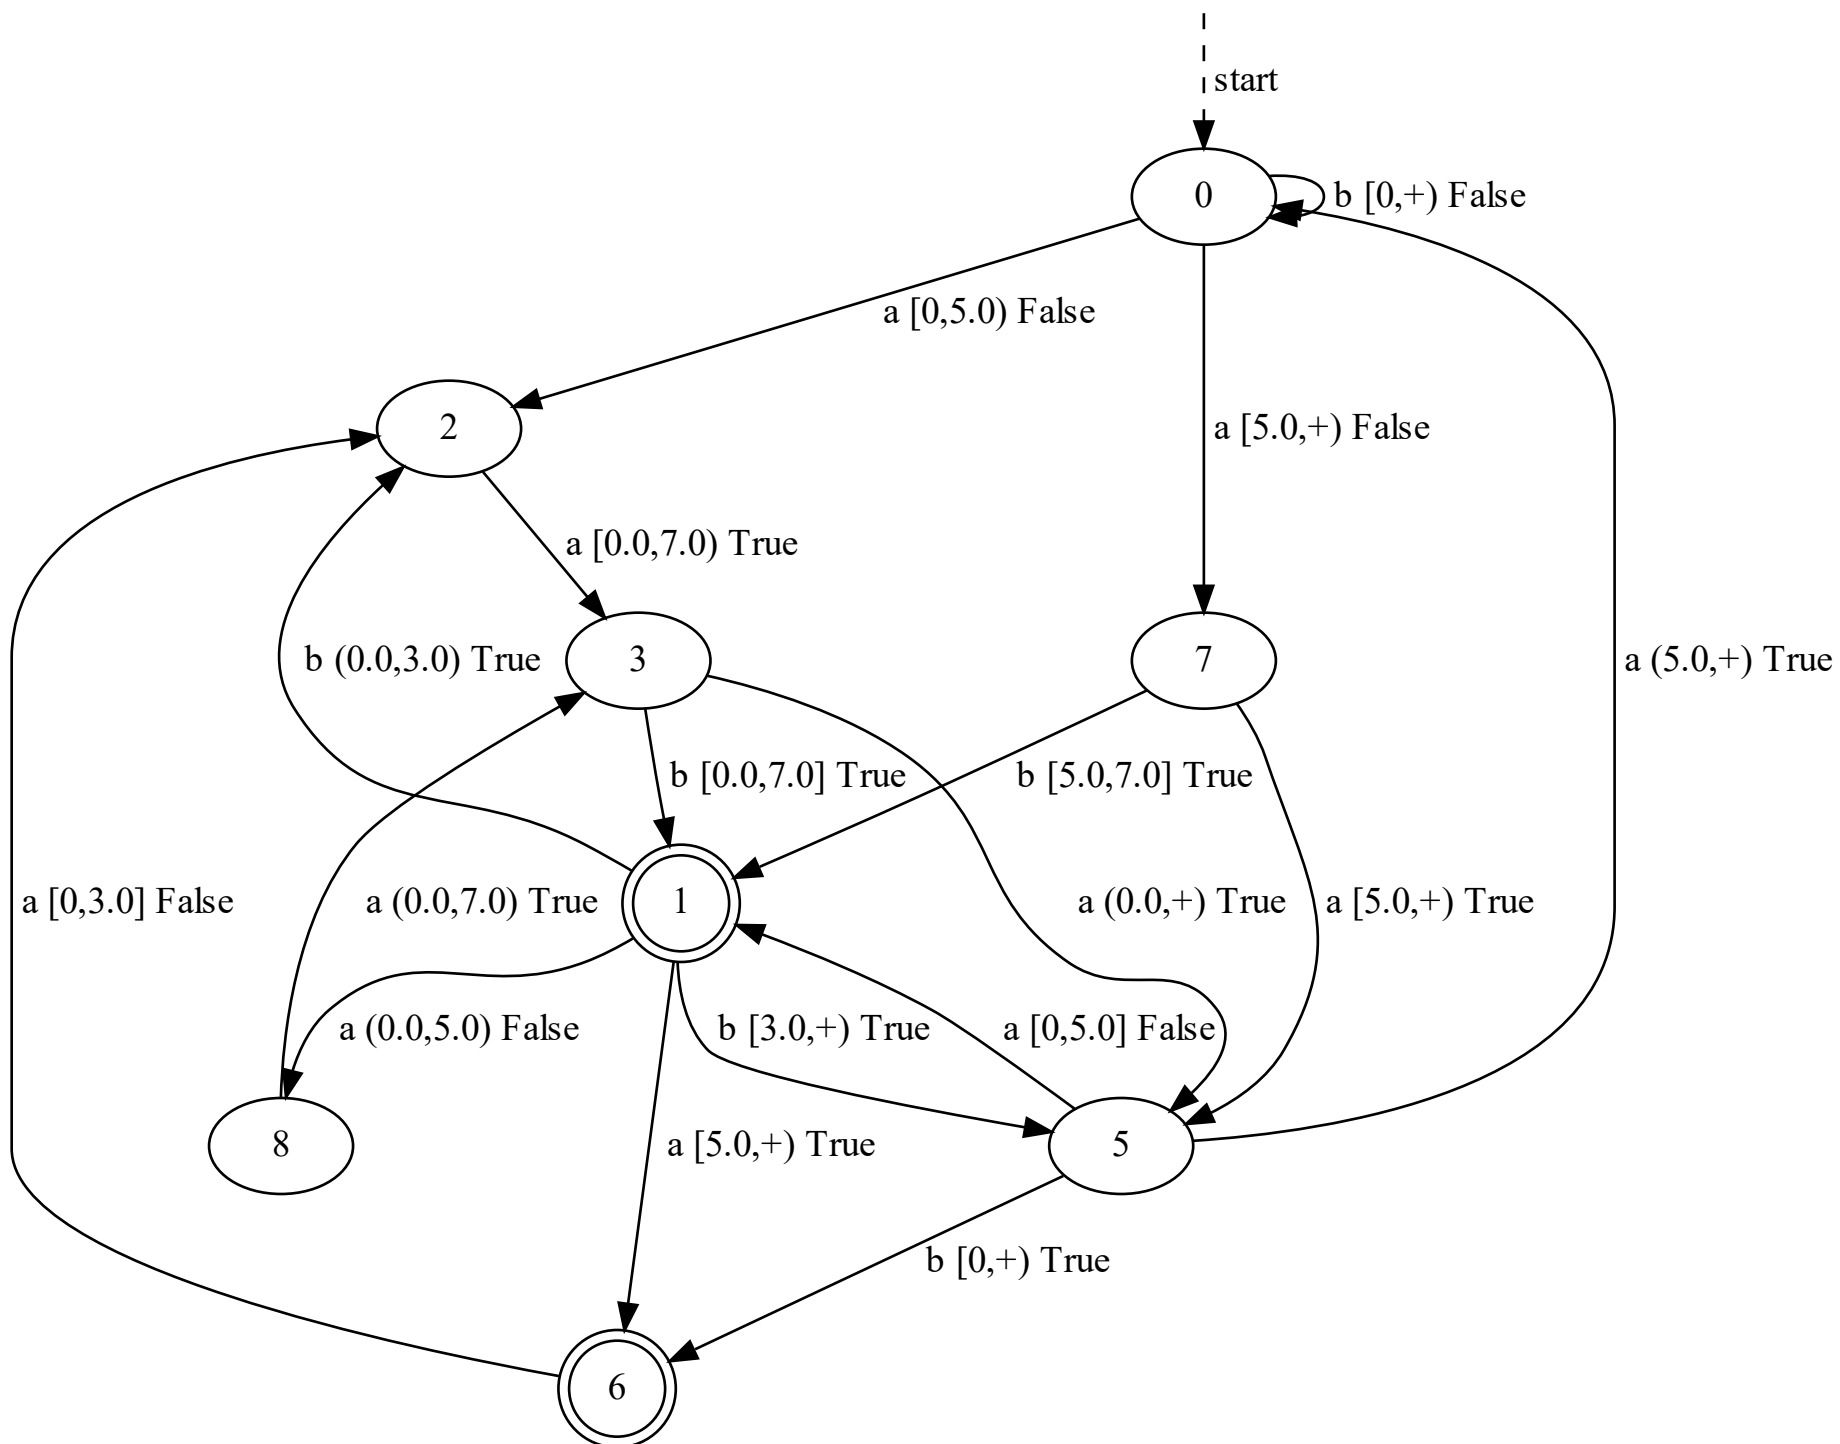 start
0
b [0,+) False
a [0,5.0) False
2
a [5.0,+) False
a [0.0,7.0) True
b (0.0,3.0) True
3
7
a (5.0,+) True
b [0.0,7.0] True
b [5.0,7.0] True
a [0,3.0] False
a (0.0,7.0) True
1
a (0.0,+) True
a [5.0,+) True
a (0.0,5.0) False
b [3.0,+) True
a [0,5.0] False
8
a [5.0,+) True
5
b [0,+) True
6